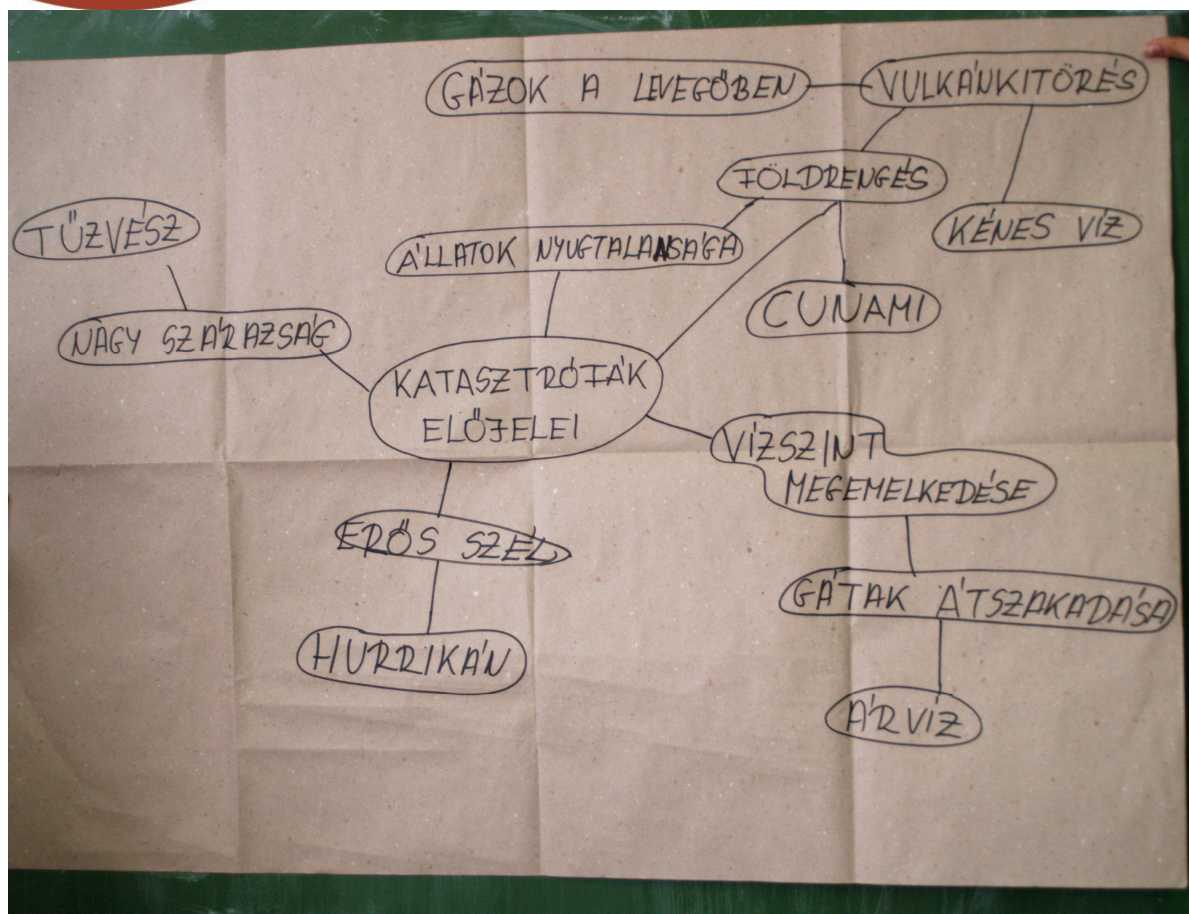 GÁZOK A LEVEGŐBEN
VULKÁNKITÖRÉS
FÖLDRENGÉS
KÉNES VÍZ
TŰZVÉSZ
ÁLLATOK NYUGTALANSÁGA
CUNAMI
NAGY SZÁRAZSÁG
KATASZTRÓFÁK
ELŐJELEI
VÍZSZINT
MEGEMELKEDÉSE
ERŐS SZÉL
GÁTAK ÁTSZAKADÁSA
HURRIKÁN
ÁRVÍZ